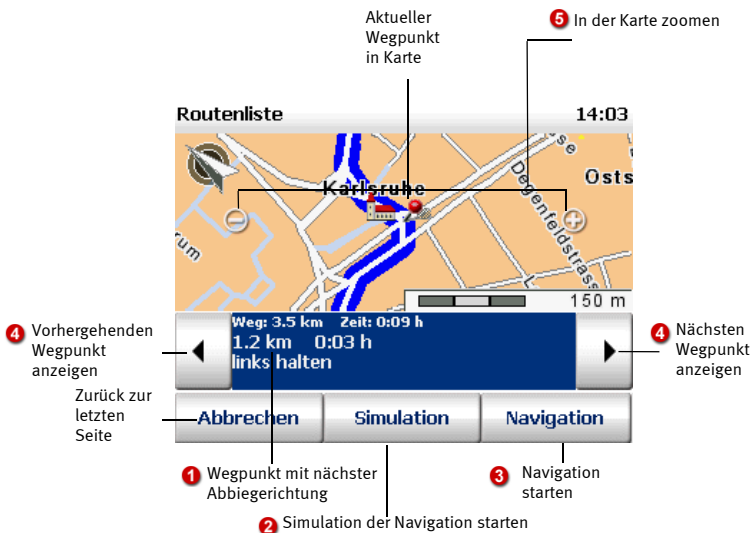 Aktueller
Wegpunkt
in Karte
5 In der Karte zoomen
Routenliste 14:03
Karlsruhe
Osts
Degenfeldstrass
se
rum
150 m
4 Vorhergehenden
Wegpunkt
anzeigen
Weg: 3.5 km Zeit: 0:09 h
1.2 km 0:03 h
links halten
4 Nächsten
Wegpunkt
anzeigen
Zurück zur
letzten
Seite
Abbrechen Simulation Navigation
1 Wegpunkt mit nächster
Abbiegerichtung
3 Navigation
starten
2 Simulation der Navigation starten